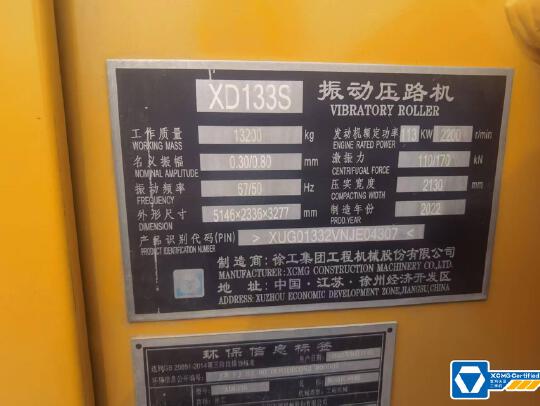 XD133S 振动压路机
VIBRATORY ROLLER
工作质量 13200 kg 发动机额定功率 113 KW 2200 r/min
WORKING MASS ENGINE RATED POWER
名义振幅 0.30/0.80 mm 激振力 110/170 kN
NOMINAL AMPLITUDE CENTRIFUGAL FORCE
振动频率 57/50 Hz 压实宽度 2130 mm
FREQUENCY COMPACTING WIDTH
外形尺寸 5146×2336×3277 mm 制造年份 2022
DIMENSION PROD.YEAR
产品识别代码(PIN) > XUG01332VNJE04307 <
PRODUCT IDENTIFICATION NUMBER
制造商: 徐工集团工程机械股份有限公司
MANUFACTURER: XCMG CONSTRUCTION MACHINERY CO.,LTD.
地址: 中国·江苏·徐州经济开发区
ADDRESS: XUZHOU ECONOMIC DEVELOPMENT ZONE,JIANGSU,CHINA
环保信息标签
XCMG Certified